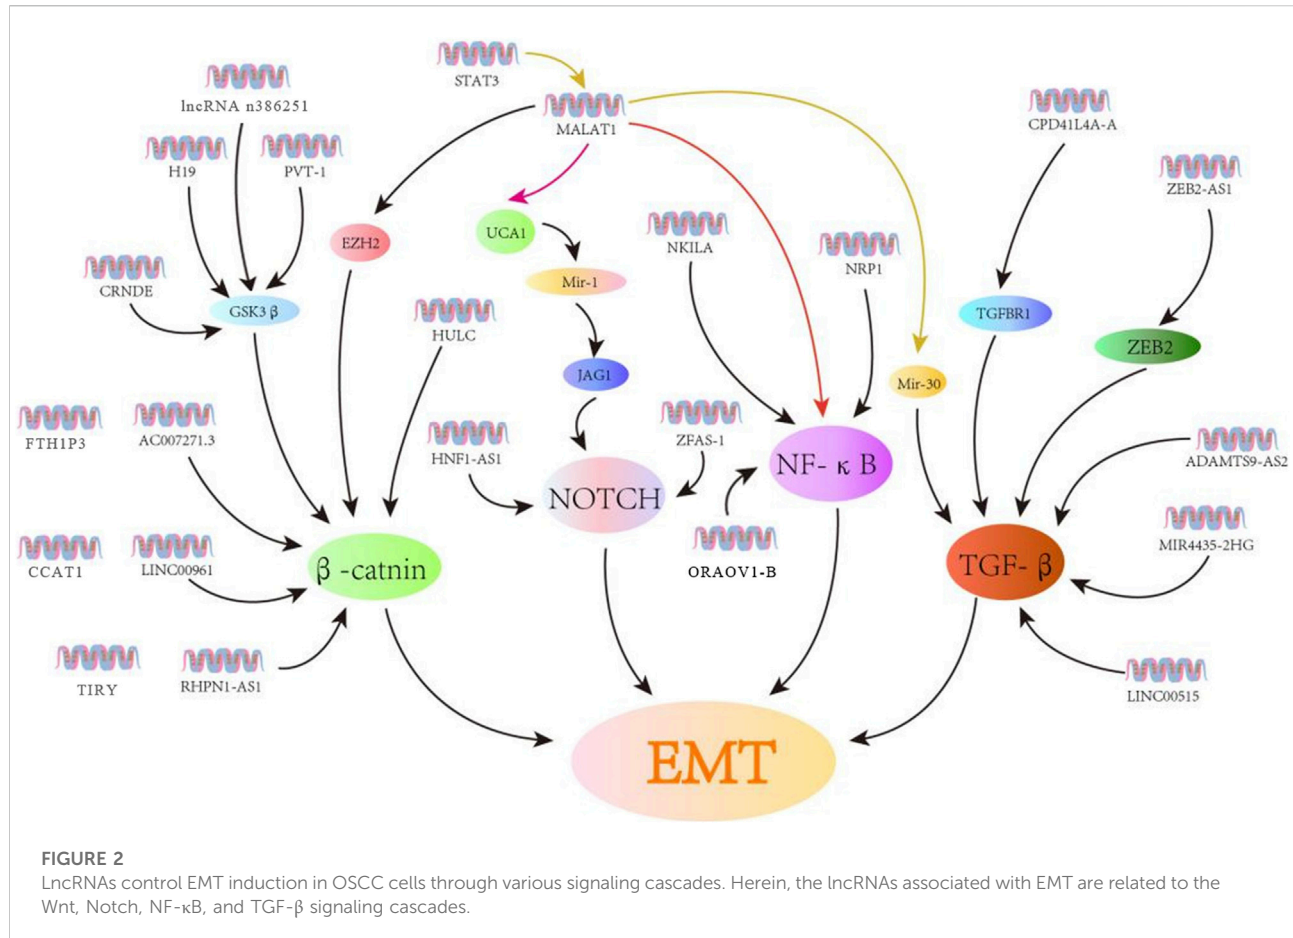 STAT3
lncRNA n386251
MALAT1
CPD41L4A-A
H19
PVT-1
ZEB2-AS1
EZH2
UCA1
NKILA
NRP1
CRNDE
Mir-1
GSK3 β
TGFBR1
HULC
ZEB2
JAG1
Mir-30
FTH1P3
AC007271.3
HNF1-AS1
ZFAS-1
NF- κ B
ADAMTS9-AS2
NOTCH
MIR4435-2HG
CCAT1
LINC00961
β -catnin
ORAOV1-B
TGF- β
TIRY
RHPN1-AS1
LINC00515
EMT
FIGURE 2
LncRNAs control EMT induction in OSCC cells through various signaling cascades. Herein, the lncRNAs associated with EMT are related to the
Wnt, Notch, NF-κB, and TGF-β signaling cascades.